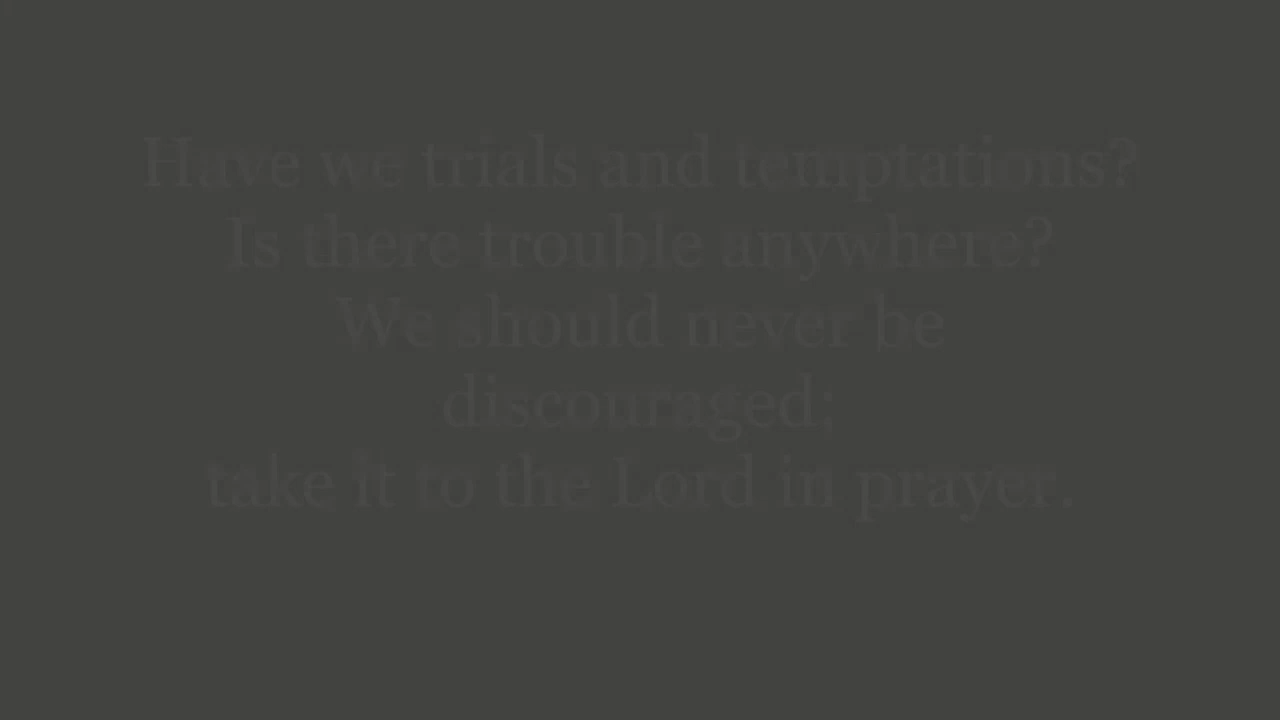 Have we trials and temptations?
Is there trouble anywhere?
We should never be
discouraged;
take it to the Lord in prayer.